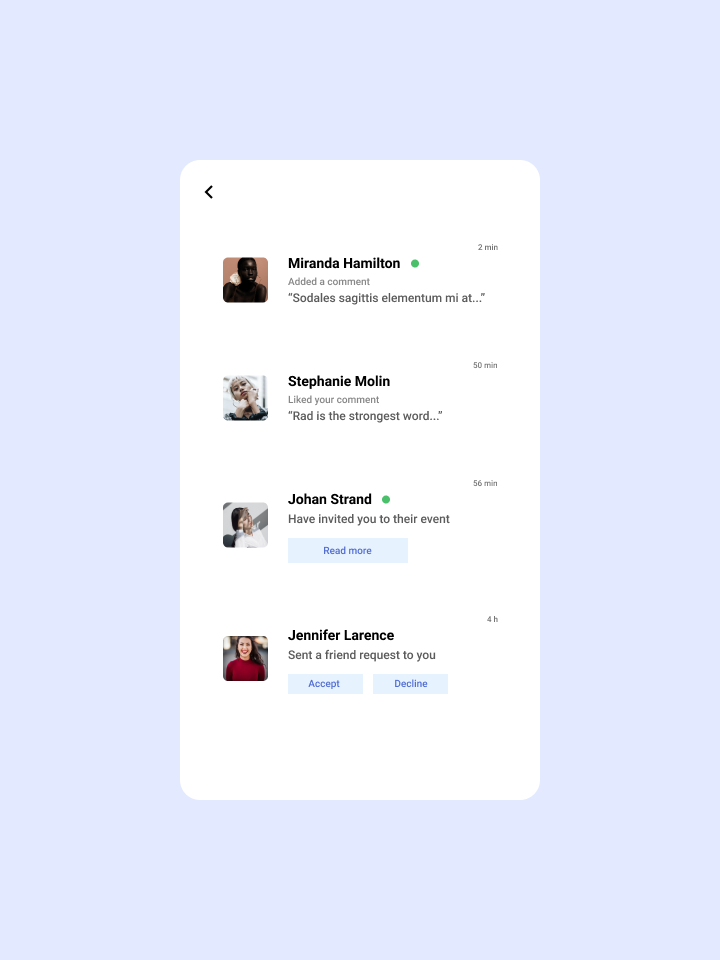 2 min
Miranda Hamilton
Added a comment
“Sodales sagittis elementum mi at...”
50 min
Stephanie Molin
Liked your comment
“Rad is the strongest word...”
56 min
Johan Strand
Have invited you to their event
Read more
4 h
Jennifer Larence
Sent a friend request to you
Accept Decline